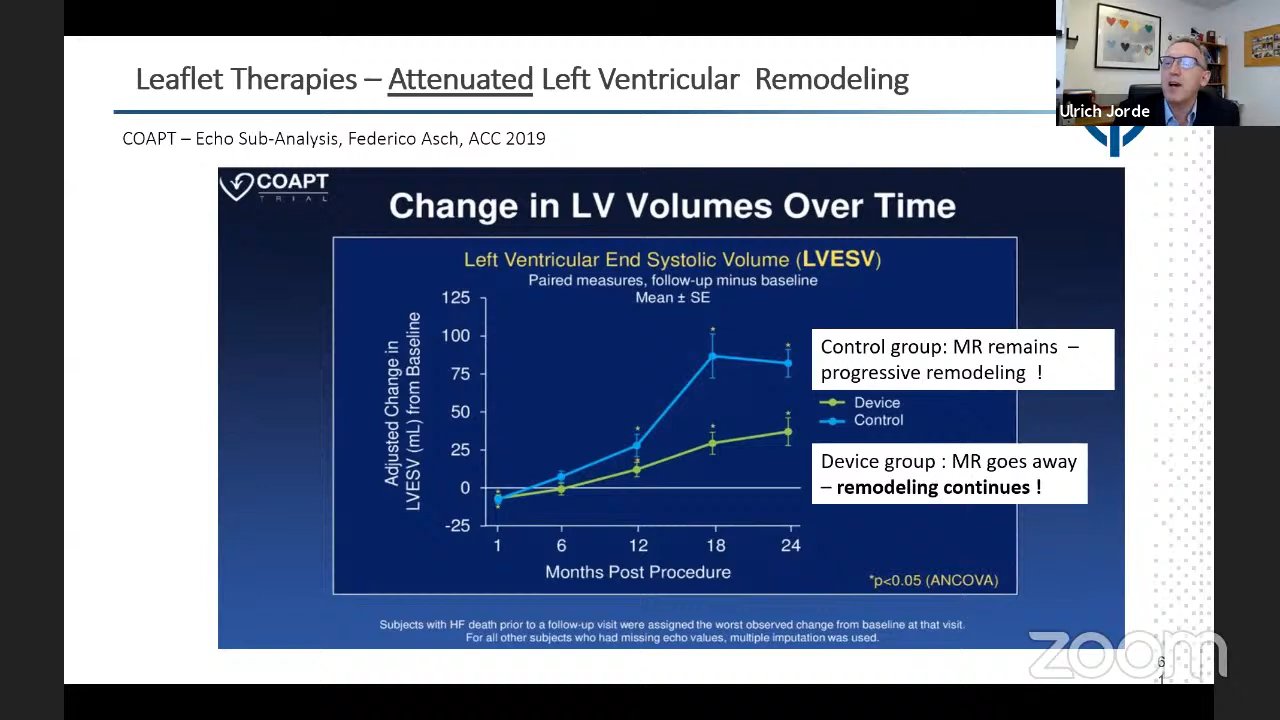 Leaflet Therapies – Attenuated Left Ventricular Remodeling
Ulrich Jorde
COAPT – Echo Sub-Analysis, Federico Asch, ACC 2019
COAPT
TRIAL
Change in LV Volumes Over Time
Left Ventricular End Systolic Volume (LVESV)
Paired measures, follow-up minus baseline
Mean ± SE
Adjusted Change in
LVESV (mL) from Baseline
125
100
75
50
25
0
-25
1 6 12 18 24
Months Post Procedure
Control group: MR remains –
progressive remodeling !
Device
Control
Device group : MR goes away
– remodeling continues !
*p<0.05 (ANCOVA)
Subjects with HF death prior to a follow-up visit were assigned the worst observed change from baseline at that visit.
For all other subjects who had missing echo values, multiple imputation was used.
zoom
6
1